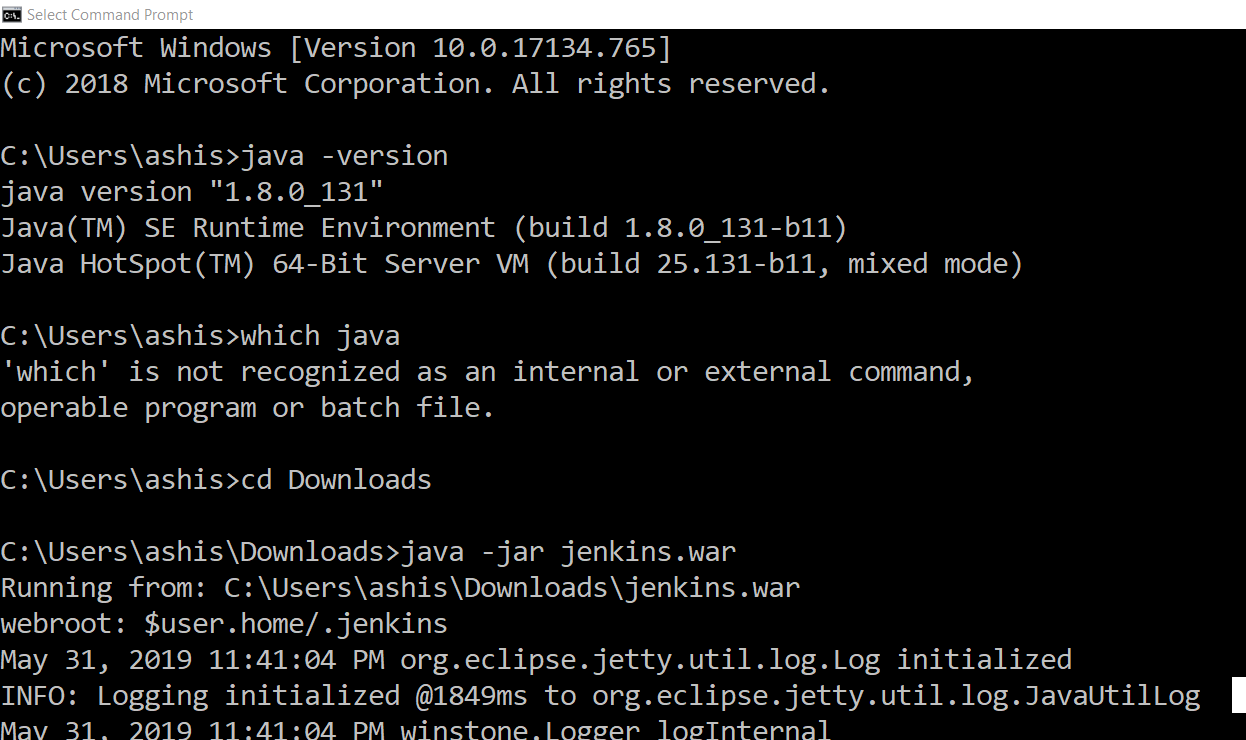 Select Command Prompt
Microsoft Windows [Version 10.0.17134.765]
(c) 2018 Microsoft Corporation. All rights reserved.
C:\Users\ashis>java -version
java version "1.8.0_131"
Java(TM) SE Runtime Environment (build 1.8.0_131-b11)
Java HotSpot(TM) 64-Bit Server VM (build 25.131-b11, mixed mode)
C:\Users\ashis>which java
'which' is not recognized as an internal or external command,
operable program or batch file.
C:\Users\ashis>cd Downloads
C:\Users\ashis\Downloads>java -jar jenkins.war
Running from: C:\Users\ashis\Downloads\jenkins.war
webroot: $user.home/.jenkins
May 31, 2019 11:41:04 PM org.eclipse.jetty.util.log.Log initialized
INFO: Logging initialized @1849ms to org.eclipse.jetty.util.log.JavaUtilLog
May 31, 2019 11:41:04 PM winstone.Logger logInternal